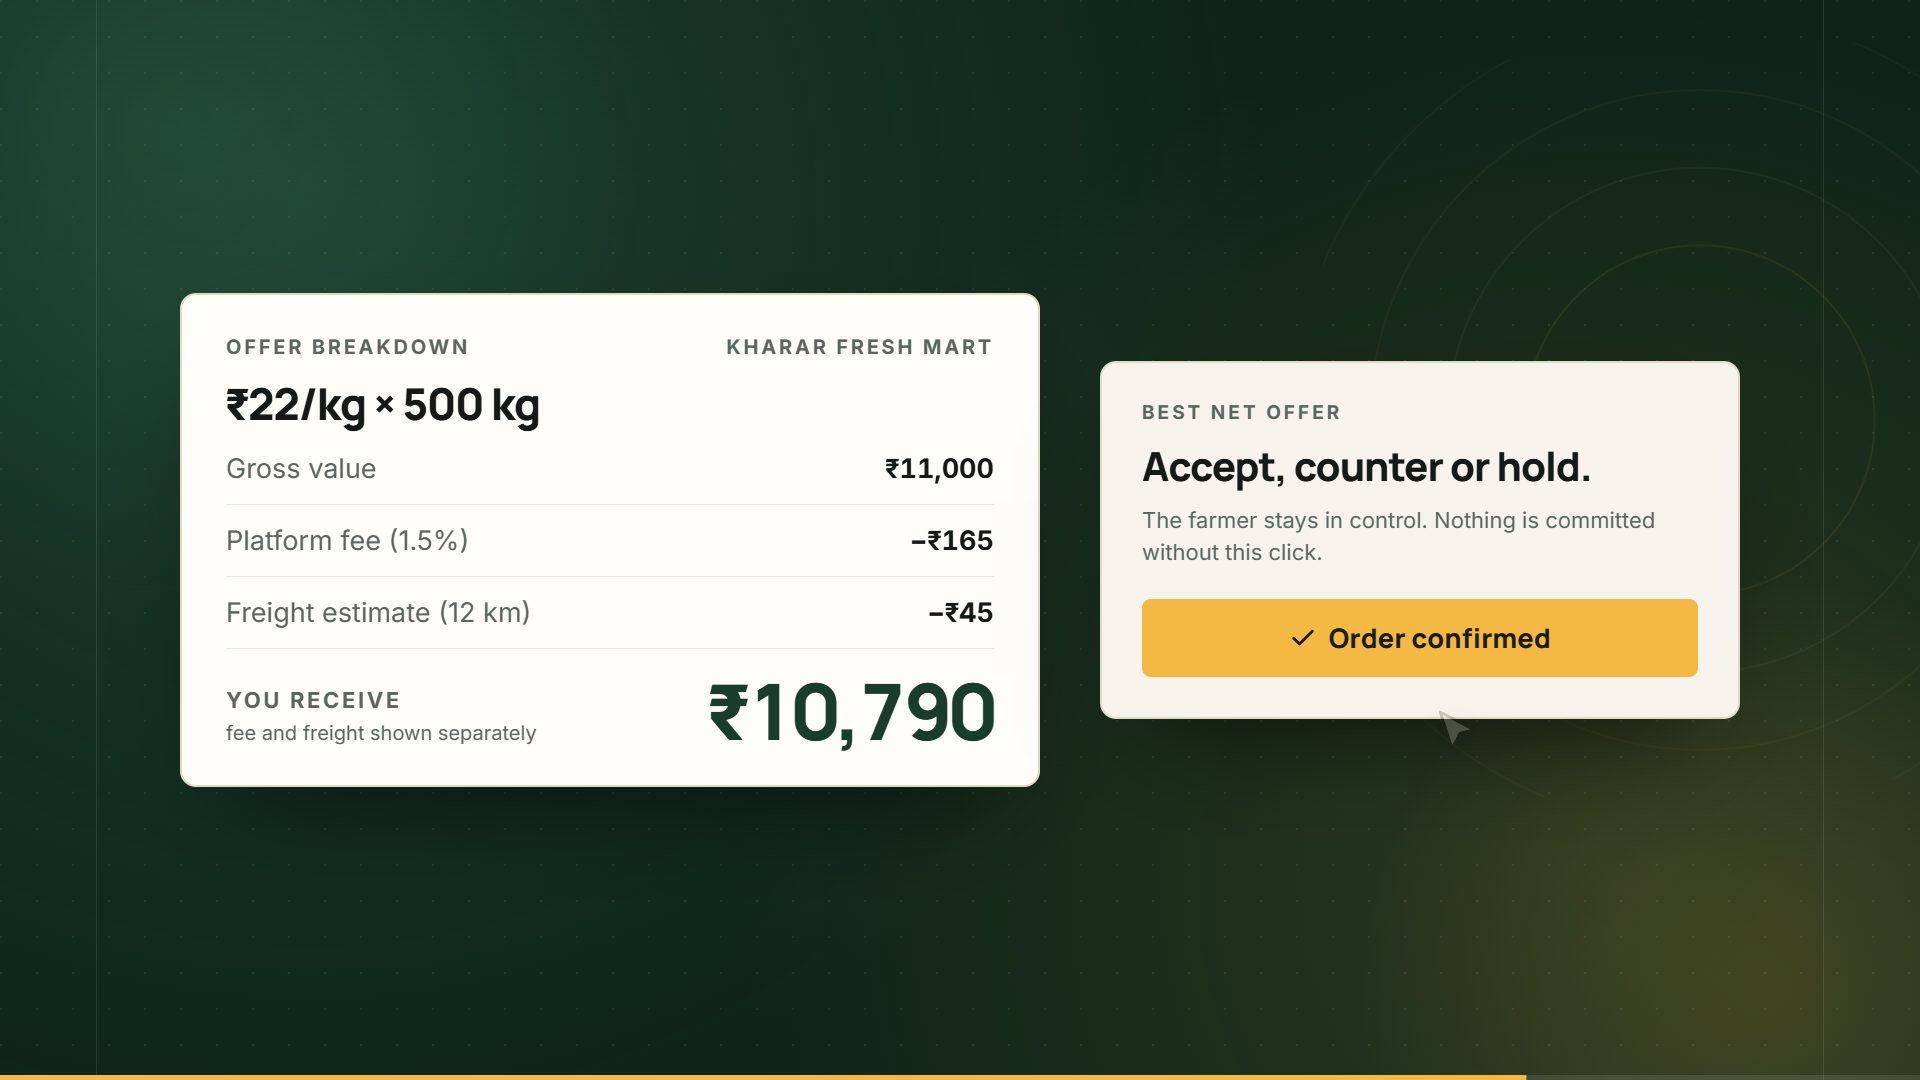 OFFER BREAKDOWN KHARAR FRESH MART
₹22/kg × 500 kg
Gross value ₹11,000
Platform fee (1.5%) –₹165
Freight estimate (12 km) –₹45
YOU RECEIVE ₹10,790
fee and freight shown separately
BEST NET OFFER
Accept, counter or hold.
The farmer stays in control. Nothing is committed
without this click.
✓ Order confirmed